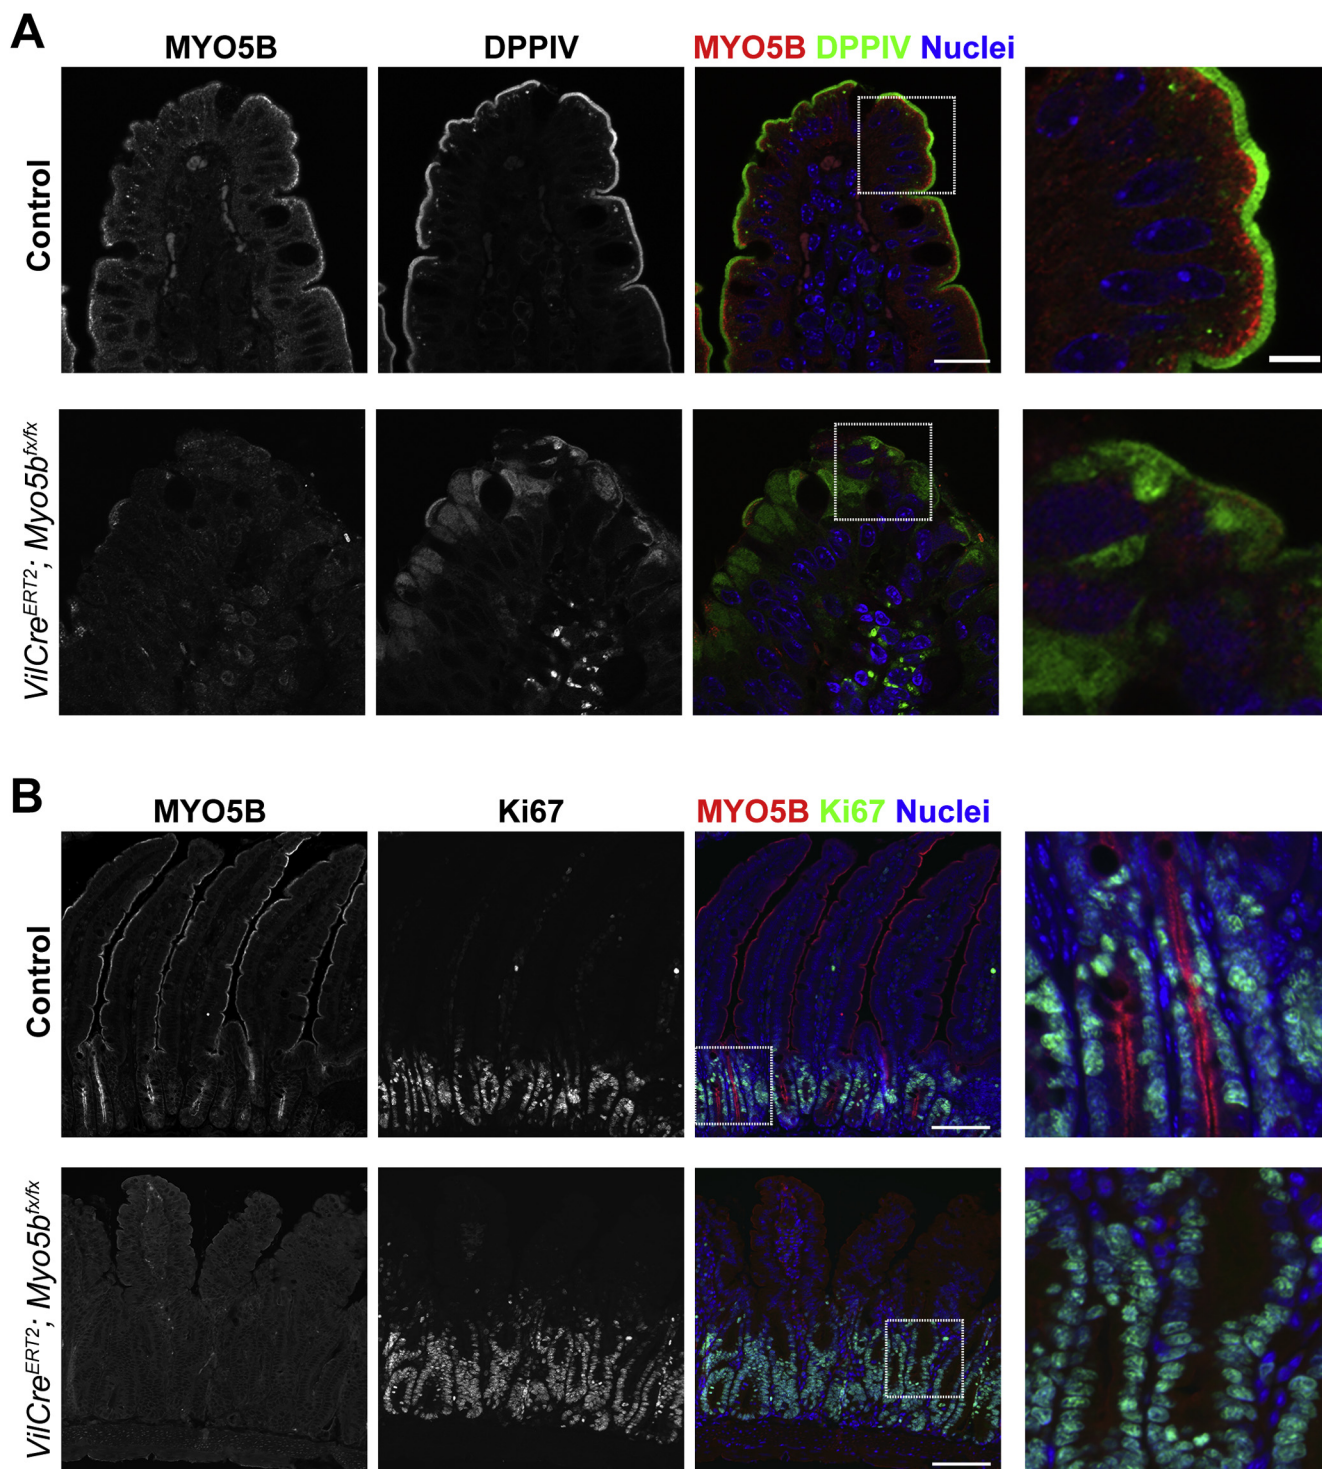 A
MYO5B
DPPIV
MYO5B DPPIV Nuclei
Control
VilCreERT2; Myo5bfx/fx
B
MYO5B
Ki67
MYO5B Ki67 Nuclei
Control
VilCreERT2; Myo5bfx/fx